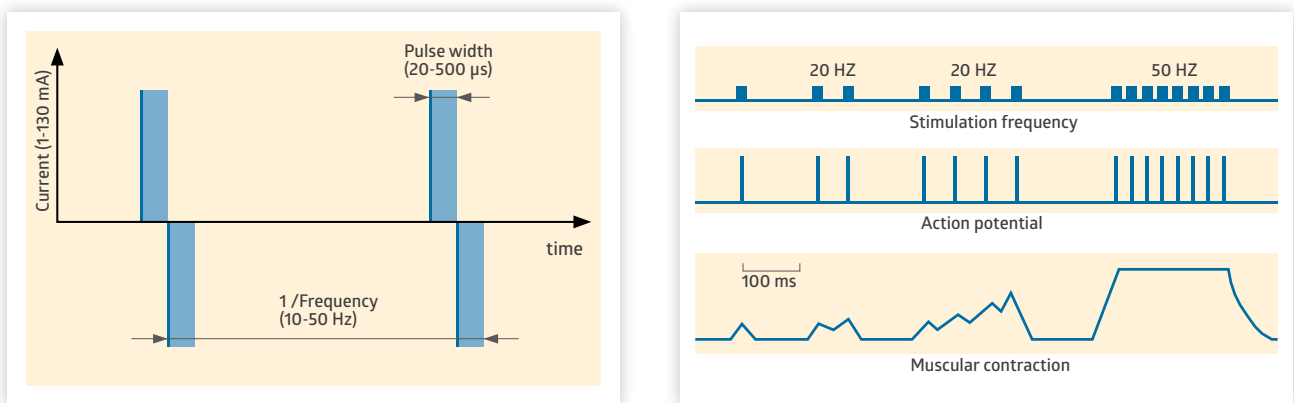 Current (1-130 mA)
Pulse width
(20-500 µs)
time
1 /Frequency
(10-50 Hz)
20 HZ
20 HZ
50 HZ
Stimulation frequency
Action potential
100 ms
Muscular contraction